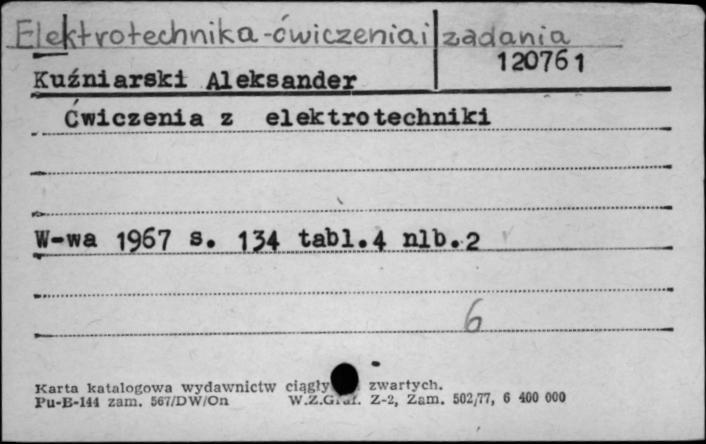 Elektrotechnika-ćwiczenia i zadania
120761
Kuźniarski Aleksander
Ćwiczenia z elektrotechniki
W-wa 1967 s. 134 tabl.4 nlb.2
6
Karta katalogowa wydawnictw zwartych.
Pu-B-144 zam. 567/DW/On W.Z.Graf. Z-2, Zam. 502/77, 6 400 000